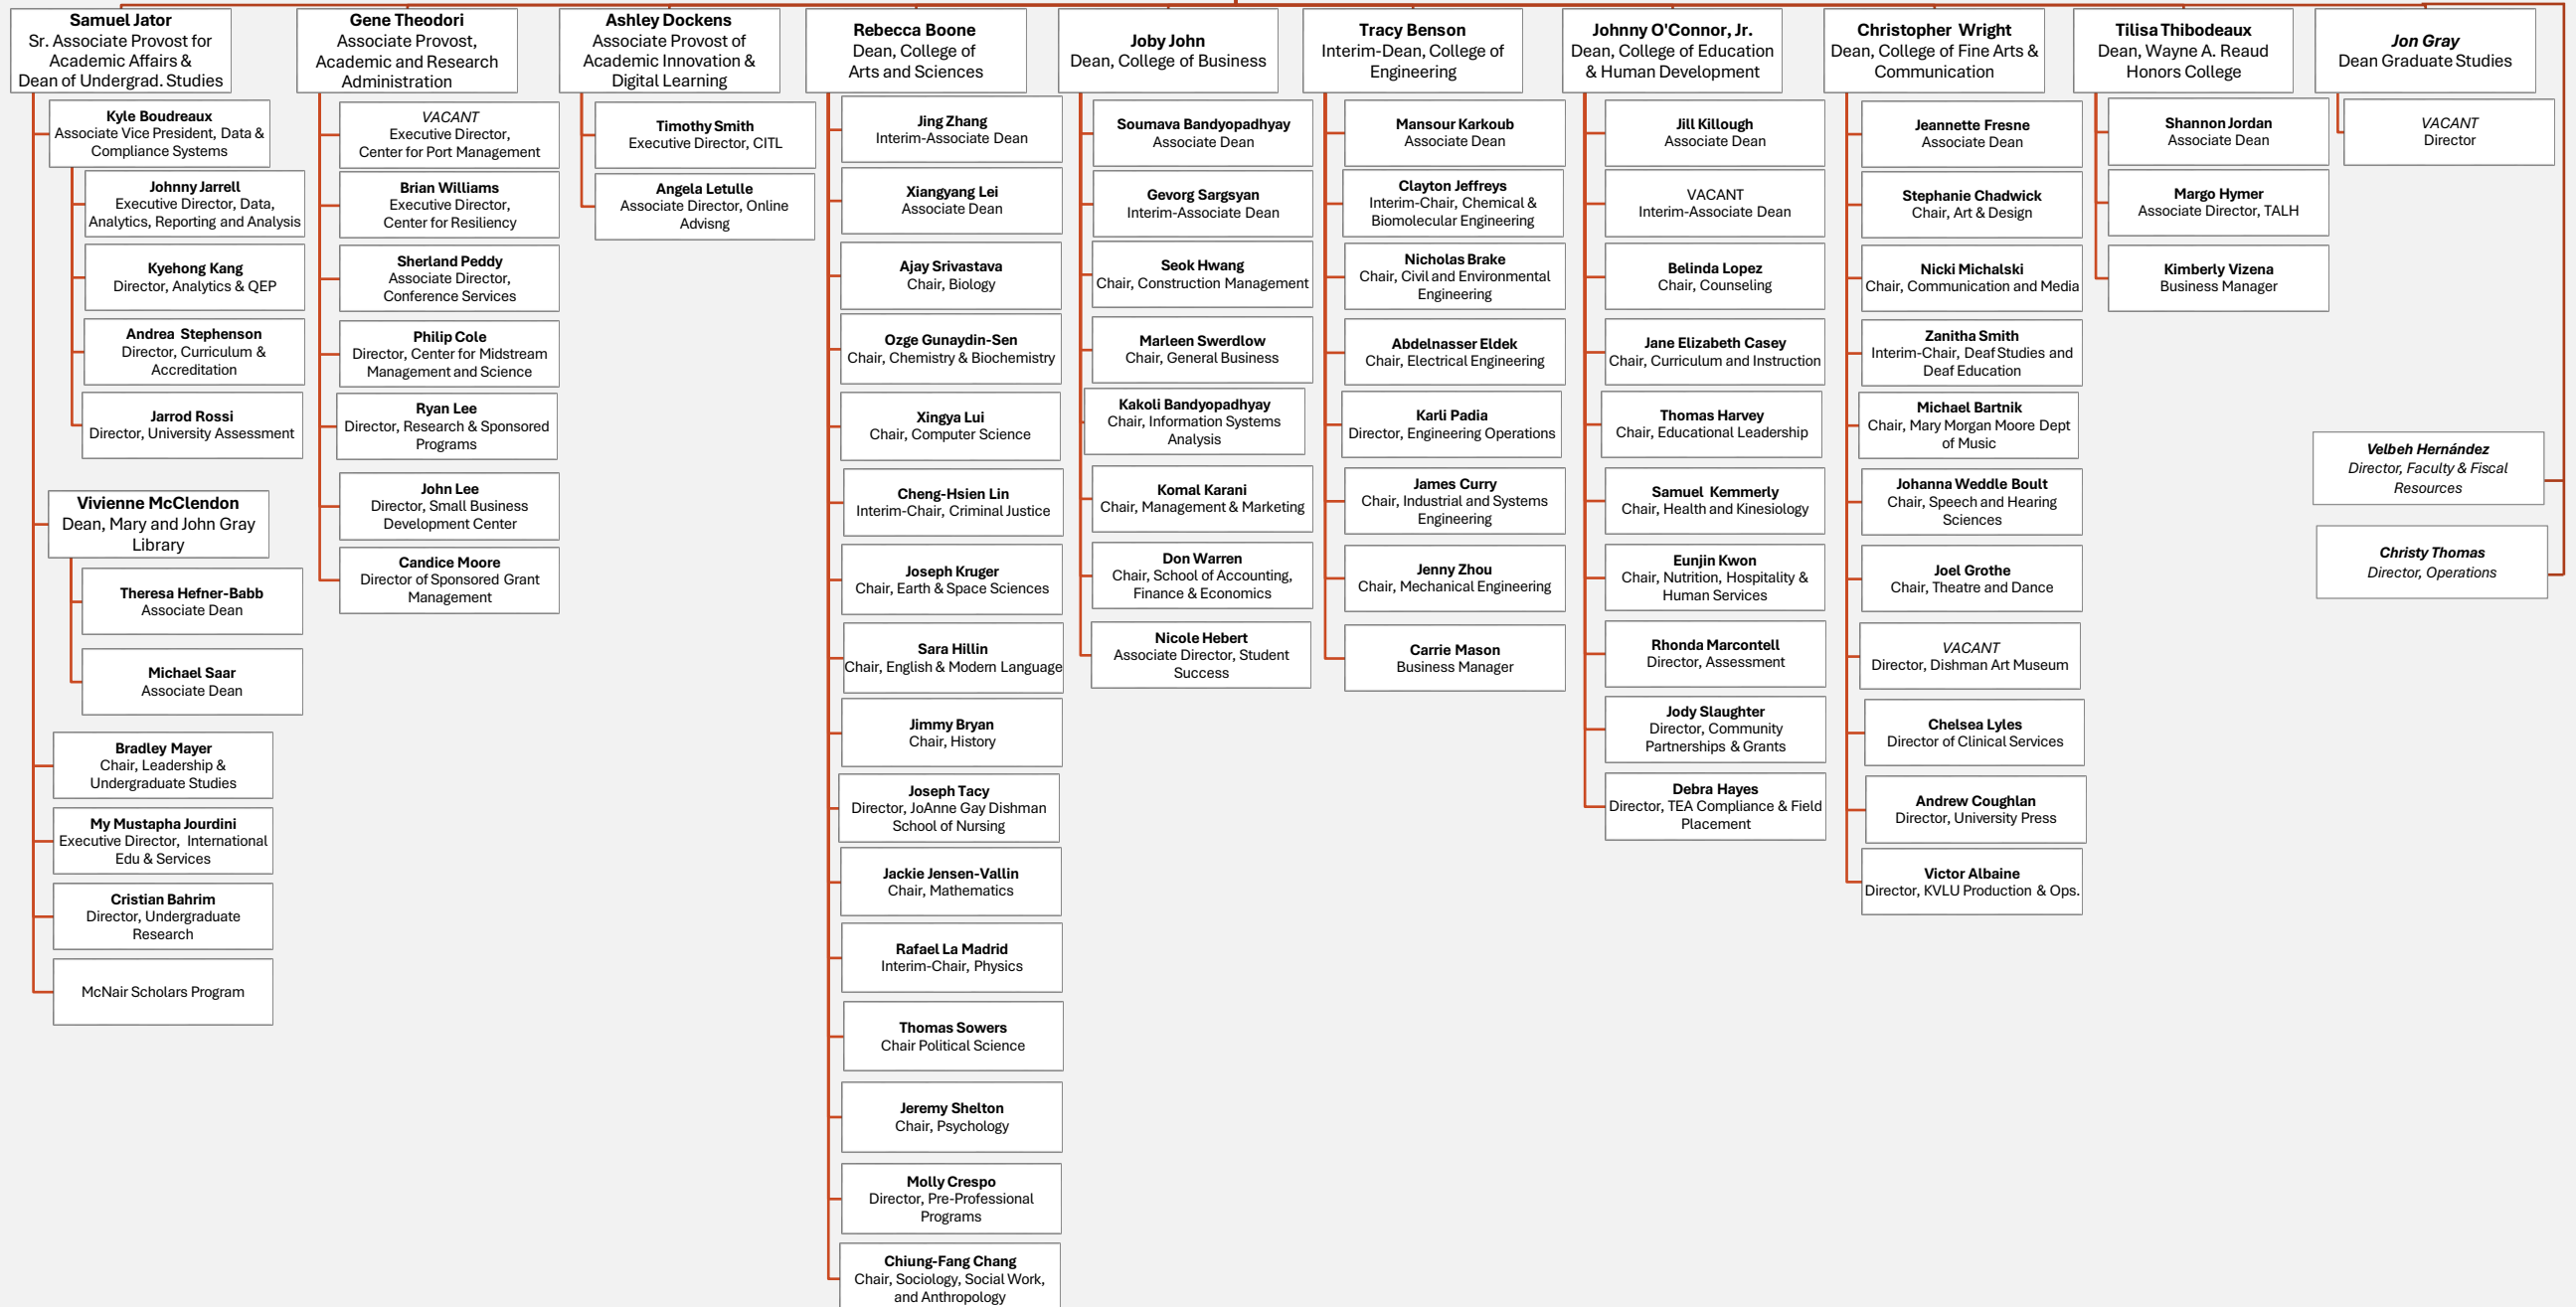 Samuel Jator
Sr. Associate Provost for
Academic Affairs &
Dean of Undergrad. Studies
Kyle Boudreaux
Associate Vice President, Data &
Compliance Systems
Johnny Jarrell
Executive Director, Data,
Analytics, Reporting and Analysis
Kyehong Kang
Director, Analytics & QEP
Andrea Stephenson
Director, Curriculum &
Accreditation
Jarrod Rossi
Director, University Assessment
Vivienne McClendon
Dean, Mary and John Gray
Library
Theresa Hefner-Babb
Associate Dean
Michael Saar
Associate Dean
Bradley Mayer
Chair, Leadership &
Undergraduate Studies
My Mustapha Jourdini
Executive Director, International
Edu & Services
Cristian Bahrim
Director, Undergraduate
Research
McNair Scholars Program
Gene Theodori
Associate Provost,
Academic and Research
Administration
VACANT
Executive Director,
Center for Port Management
Brian Williams
Executive Director,
Center for Resiliency
Sherland Peddy
Associate Director,
Conference Services
Philip Cole
Director, Center for Midstream
Management and Science
Ryan Lee
Director, Research & Sponsored
Programs
John Lee
Director, Small Business
Development Center
Candice Moore
Director of Sponsored Grant
Management
Ashley Dockens
Associate Provost of
Academic Innovation &
Digital Learning
Timothy Smith
Executive Director, CITL
Angela Letulle
Associate Director, Online
Advisng
Rebecca Boone
Dean, College of
Arts and Sciences
Jing Zhang
Interim-Associate Dean
Xiangyang Lei
Associate Dean
Ajay Srivastava
Chair, Biology
Ozge Gunaydin-Sen
Chair, Chemistry & Biochemistry
Xingya Lui
Chair, Computer Science
Cheng-Hsien Lin
Interim-Chair, Criminal Justice
Joseph Kruger
Chair, Earth & Space Sciences
Sara Hillin
Chair, English & Modern Language
Jimmy Bryan
Chair, History
Joseph Tacy
Director, JoAnne Gay Dishman
School of Nursing
Jackie Jensen-Vallin
Chair, Mathematics
Rafael La Madrid
Interim-Chair, Physics
Thomas Sowers
Chair Political Science
Jeremy Shelton
Chair, Psychology
Molly Crespo
Director, Pre-Professional
Programs
Chiung-Fang Chang
Chair, Sociology, Social Work,
and Anthropology
Joby John
Dean, College of Business
Soumava Bandyopadhyay
Associate Dean
Gevorg Sargsyan
Interim-Associate Dean
Seok Hwang
Chair, Construction Management
Marleen Swerdlow
Chair, General Business
Kakoli Bandyopadhyay
Chair, Information Systems
Analysis
Komal Karani
Chair, Management & Marketing
Don Warren
Chair, School of Accounting,
Finance & Economics
Nicole Hebert
Associate Director, Student
Success
Tracy Benson
Interim-Dean, College of
Engineering
Mansour Karkoub
Associate Dean
Clayton Jeffreys
Interim-Chair, Chemical &
Biomolecular Engineering
Nicholas Brake
Chair, Civil and Environmental
Engineering
Abdelnasser Eldek
Chair, Electrical Engineering
Karli Padia
Director, Engineering Operations
James Curry
Chair, Industrial and Systems
Engineering
Jenny Zhou
Chair, Mechanical Engineering
Carrie Mason
Business Manager
Johnny O'Connor, Jr.
Dean, College of Education
& Human Development
Jill Killough
Associate Dean
VACANT
Interim-Associate Dean
Belinda Lopez
Chair, Counseling
Jane Elizabeth Casey
Chair, Curriculum and Instruction
Thomas Harvey
Chair, Educational Leadership
Samuel Kemmerly
Chair, Health and Kinesiology
Eunjin Kwon
Chair, Nutrition, Hospitality &
Human Services
Rhonda Marcontell
Director, Assessment
Jody Slaughter
Director, Community
Partnerships & Grants
Debra Hayes
Director, TEA Compliance & Field
Placement
Christopher Wright
Dean, College of Fine Arts &
Communication
Jeannette Fresne
Associate Dean
Stephanie Chadwick
Chair, Art & Design
Nicki Michalski
Chair, Communication and Media
Zanitha Smith
Interim-Chair, Deaf Studies and
Deaf Education
Michael Bartnik
Chair, Mary Morgan Moore Dept
of Music
Johanna Weddle Boult
Chair, Speech and Hearing
Sciences
Joel Grothe
Chair, Theatre and Dance
VACANT
Director, Dishman Art Museum
Chelsea Lyles
Director of Clinical Services
Andrew Coughlan
Director, University Press
Victor Albaine
Director, KVLU Production & Ops.
Tilisa Thibodeaux
Dean, Wayne A. Reaud
Honors College
Shannon Jordan
Associate Dean
Margo Hymer
Associate Director, TALH
Kimberly Vizena
Business Manager
Jon Gray
Dean Graduate Studies
VACANT
Director
Velbeh Hernández
Director, Faculty & Fiscal
Resources
Christy Thomas
Director, Operations